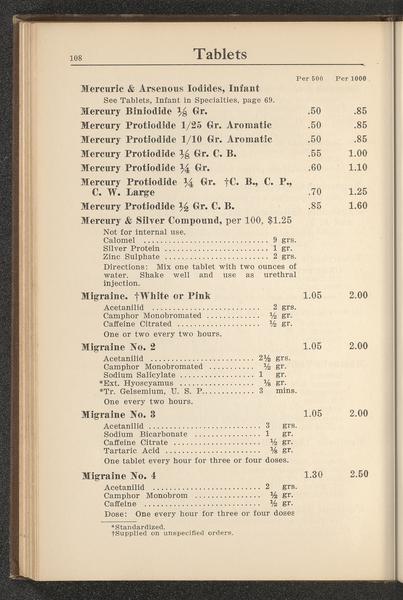 108
Tablets
Per 500 Per 1000
Mercuric & Arsenous Iodides, Infant
See Tablets, Infant in Specialties, page 69.
Mercury Biniodide ⅙ Gr. .50 .85
Mercury Protiodide 1/25 Gr. Aromatic .50 .85
Mercury Protiodide 1/10 Gr. Aromatic .50 .85
Mercury Protiodide ⅙ Gr. C. B. .55 1.00
Mercury Protiodide ¼ Gr. .60 1.10
Mercury Protiodide ¼ Gr. †C. B., C. P.,
C. W. Large .70 1.25
Mercury Protiodide ½ Gr. C. B. .85 1.60
Mercury & Silver Compound, per 100, $1.25
Not for internal use.
Calomel ............................ 9 grs.
Silver Protein ....................... 1 gr.
Zinc Sulphate ....................... 2 grs.
Directions: Mix one tablet with two ounces of
water. Shake well and use as urethral
injection.
Migraine. †White or Pink 1.05 2.00
Acetanilid ......................... 2 grs.
Camphor Monobromated ............ ½ gr.
Caffeine Citrated ................... ½ gr.
One or two every two hours.
Migraine No. 2 1.05 2.00
Acetanilid ........................ 2½ grs.
Camphor Monobromated .......... ½ gr.
Sodium Salicylate ................. 1 gr.
*Ext. Hyoscyamus .................. ⅛ gr.
*Tr. Gelsemium, U. S. P............ 3 mins.
One every two hours.
Migraine No. 3 1.05 2.00
Acetanilid .......................... 3 grs.
Sodium Bicarbonate ................ 1 gr.
Caffeine Citrate .................... ½ gr.
Tartaric Acid ....................... ⅛ gr.
One tablet every hour for three or four doses.
Migraine No. 4 1.30 2.50
Acetanilid .......................... 2 grs.
Camphor Monobrom ............... ½ gr.
Caffeine ........................... ½ gr.
Dose: One every hour for three or four doses
*Standardized.
†Supplied on unspecified orders.